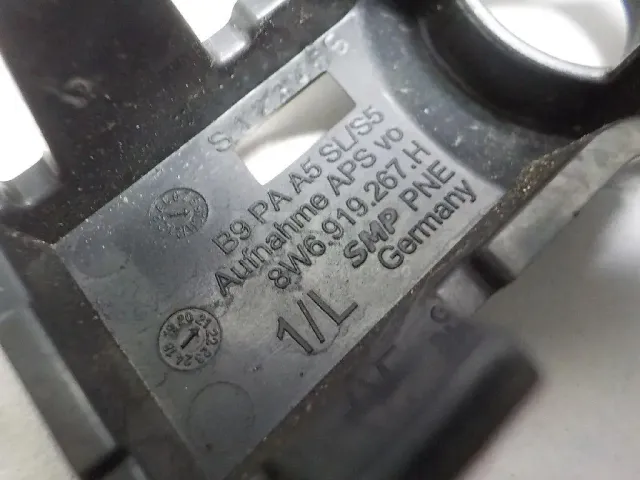 B9 PA A5 SL/S5
Aufnahme APS vo
8W6.919.267.H
SMP PNE
Germany
1/L